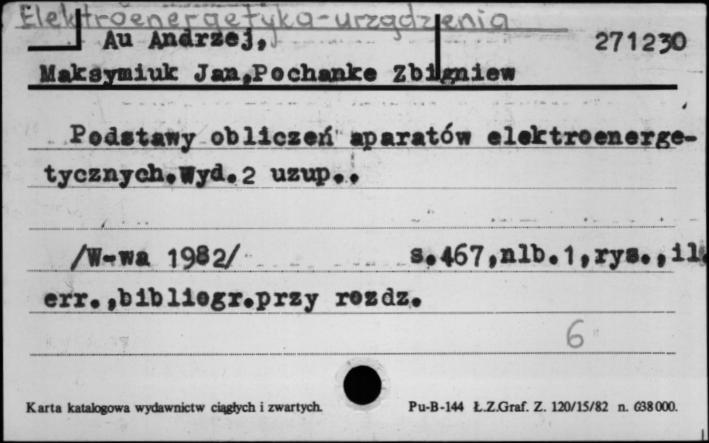 Elektroenergetyka-urządzenia
Au Andrzej, 271230
Maksymiuk Jan,Pochanke Zbigniew
Podstawy obliczeń aparatów elektroenerge-
tycznych.Wyd.2 uzup..
/W-wa 1982/ s.467,nlb.1,rys.,il.
err.,bibliogr.przy rozdz.
6
Karta katalogowa wydawnictw ciągłych i zwartych. Pu-B-144 Ł.Z.Graf. Z. 120/15/82 n. 638000.